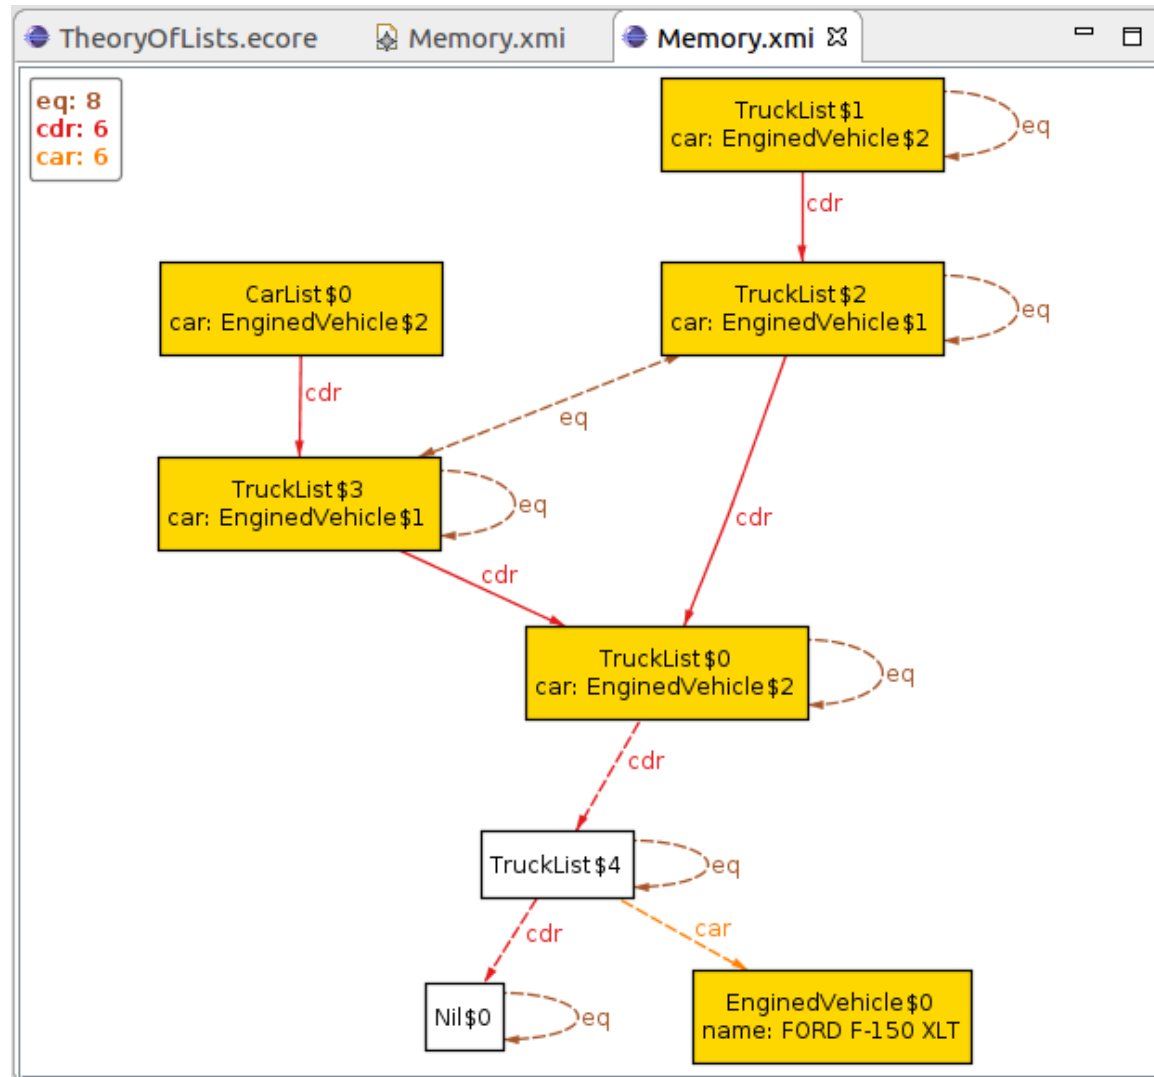 TheoryOfLists.ecore
Memory.xmi
Memory.xmi
eq: 8
cdr: 6
car: 6
TruckList$1
car: EnginedVehicle$2
eq
cdr
CarList$0
car: EnginedVehicle$2
TruckList$2
car: EnginedVehicle$1
eq
cdr
eq
TruckList$3
car: EnginedVehicle$1
eq
cdr
cdr
TruckList$0
car: EnginedVehicle$2
eq
cdr
TruckList$4
eq
cdr
car
Nil$0
eq
EnginedVehicle$0
name: FORD F-150 XLT